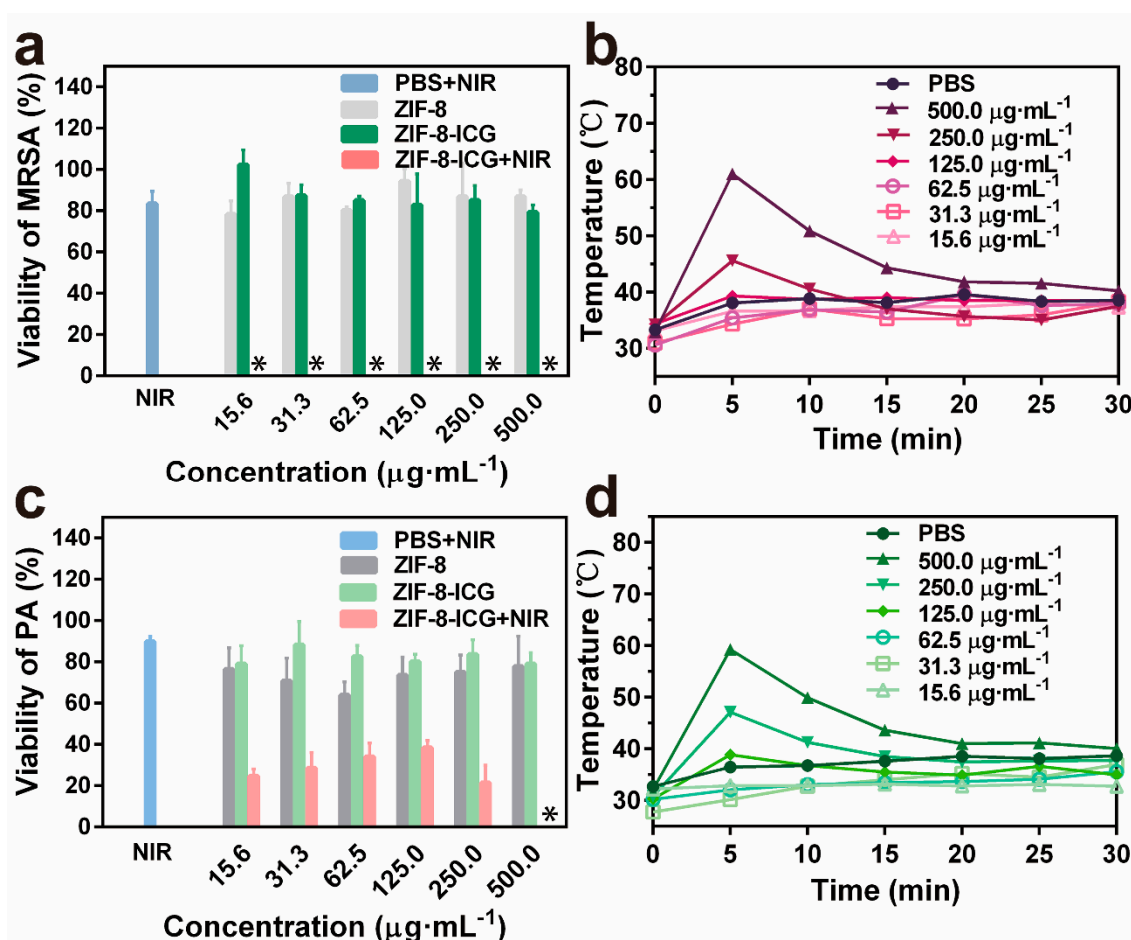 a
Viability of MRSA (%)
140
120
100
80
60
40
20
0
PBS+NIR
ZIF-8
ZIF-8-ICG
ZIF-8-ICG+NIR
* * * * * *
NIR 15.6 31.3 62.5 125.0 250.0 500.0
Concentration (μg·mL⁻¹)
b
Temperature (℃)
80
70
60
50
40
30
PBS
500.0 μg·mL⁻¹
250.0 μg·mL⁻¹
125.0 μg·mL⁻¹
62.5 μg·mL⁻¹
31.3 μg·mL⁻¹
15.6 μg·mL⁻¹
0 5 10 15 20 25 30
Time (min)
c
Viability of PA (%)
140
120
100
80
60
40
20
0
PBS+NIR
ZIF-8
ZIF-8-ICG
ZIF-8-ICG+NIR
*
NIR 15.6 31.3 62.5 125.0 250.0 500.0
Concentration (μg·mL⁻¹)
d
Temperature (℃)
80
70
60
50
40
30
PBS
500.0 μg·mL⁻¹
250.0 μg·mL⁻¹
125.0 μg·mL⁻¹
62.5 μg·mL⁻¹
31.3 μg·mL⁻¹
15.6 μg·mL⁻¹
0 5 10 15 20 25 30
Time (min)